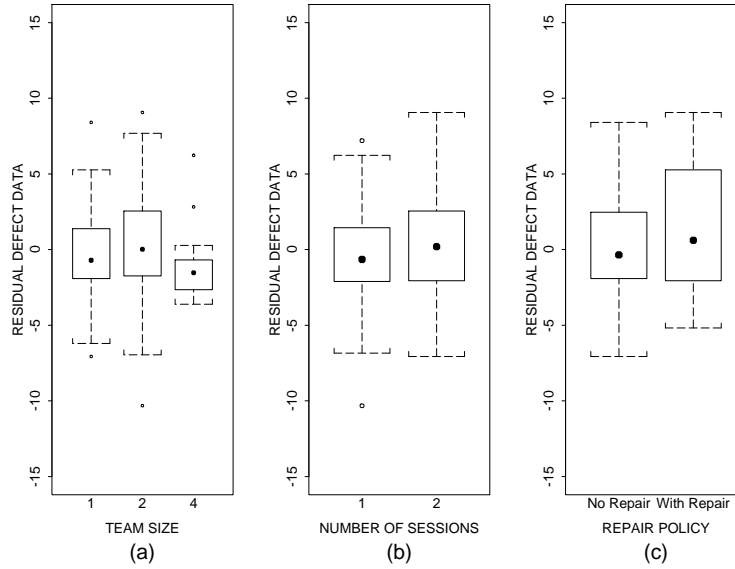 RESIDUAL DEFECT DATA
15
10
5
0
-5
-10
-15
1 2 4
TEAM SIZE
(a)
RESIDUAL DEFECT DATA
15
10
5
0
-5
-10
-15
1 2
NUMBER OF SESSIONS
(b)
RESIDUAL DEFECT DATA
15
10
5
0
-5
-10
-15
No Repair With Repair
REPAIR POLICY
(c)